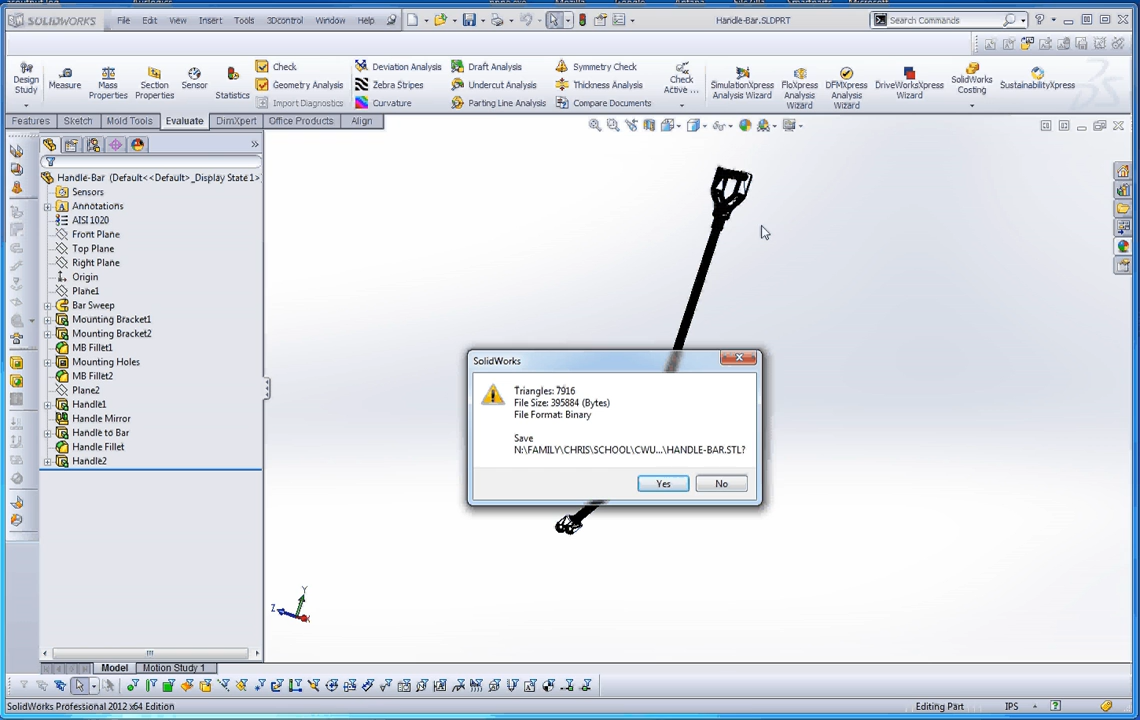 SOLIDWORKS File Edit View Insert Tools 3Dcontrol Window Help Handle-Bar.SLDPRT Search Commands
Design Study
Measure
Mass Properties
Section Properties
Sensor
Statistics
Check
Geometry Analysis
Import Diagnostics
Deviation Analysis
Zebra Stripes
Curvature
Draft Analysis
Undercut Analysis
Parting Line Analysis
Symmetry Check
Thickness Analysis
Compare Documents
Check Active ...
SimulationXpress Analysis Wizard
FloXpress Analysis Wizard
DFMXpress Analysis Wizard
DriveWorksXpress Wizard
SolidWorks Costing
SustainabilityXpress
Features Sketch Mold Tools Evaluate DimXpert Office Products Align
Handle-Bar (Default<<Default>_Display State 1>
Sensors
Annotations
AISI 1020
Front Plane
Top Plane
Right Plane
Origin
Plane1
Bar Sweep
Mounting Bracket1
Mounting Bracket2
MB Fillet1
Mounting Holes
MB Fillet2
Plane2
Handle1
Handle Mirror
Handle to Bar
Handle Fillet
Handle2
SolidWorks
Triangles: 7916
File Size: 395884 (Bytes)
File Format: Binary
Save
N:\FAMILY\CHRIS\SCHOOL\CWU...\HANDLE-BAR.STL?
Yes No
Y
Z
X
Model Motion Study 1
SolidWorks Professional 2012 x64 Edition Editing Part IPS